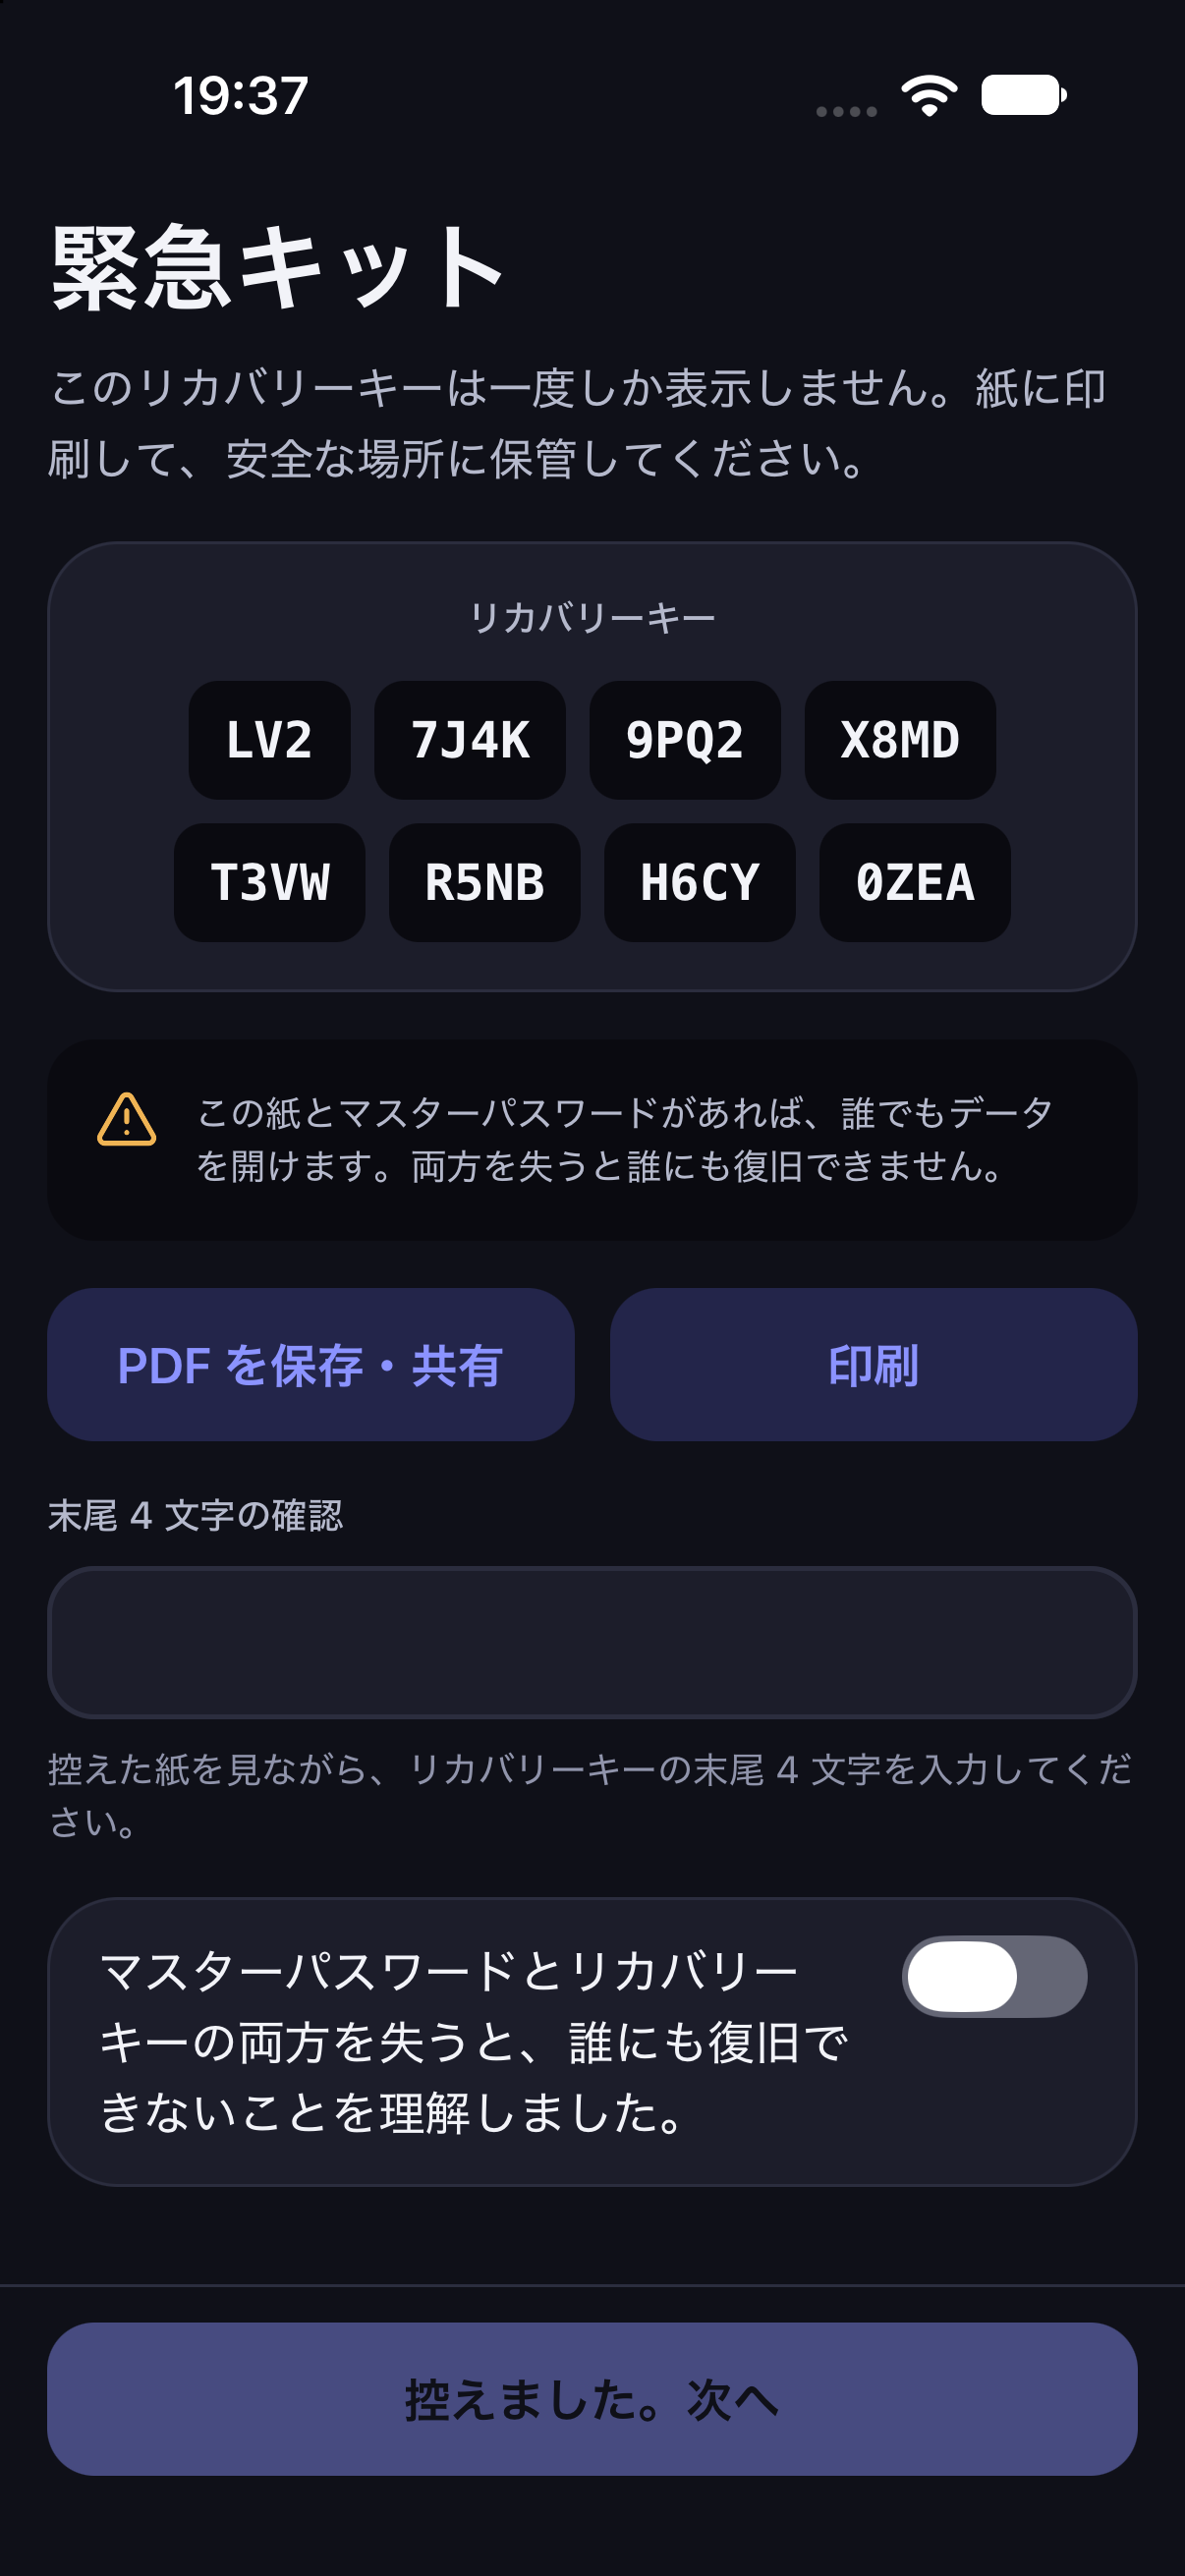 19:37
緊急キット
このリカバリーキーは一度しか表示しません。紙に印
刷して、安全な場所に保管してください。
リカバリーキー
LV2 7J4K 9PQ2 X8MD
T3VW R5NB H6CY 0ZEA
この紙とマスターパスワードがあれば、誰でもデータ
を開けます。両方を失うと誰にも復旧できません。
PDF を保存・共有 印刷
末尾 4 文字の確認
控えた紙を見ながら、リカバリーキーの末尾 4 文字を入力してくだ
さい。
マスターパスワードとリカバリー
キーの両方を失うと、誰にも復旧で
きないことを理解しました。
控えました。次へ